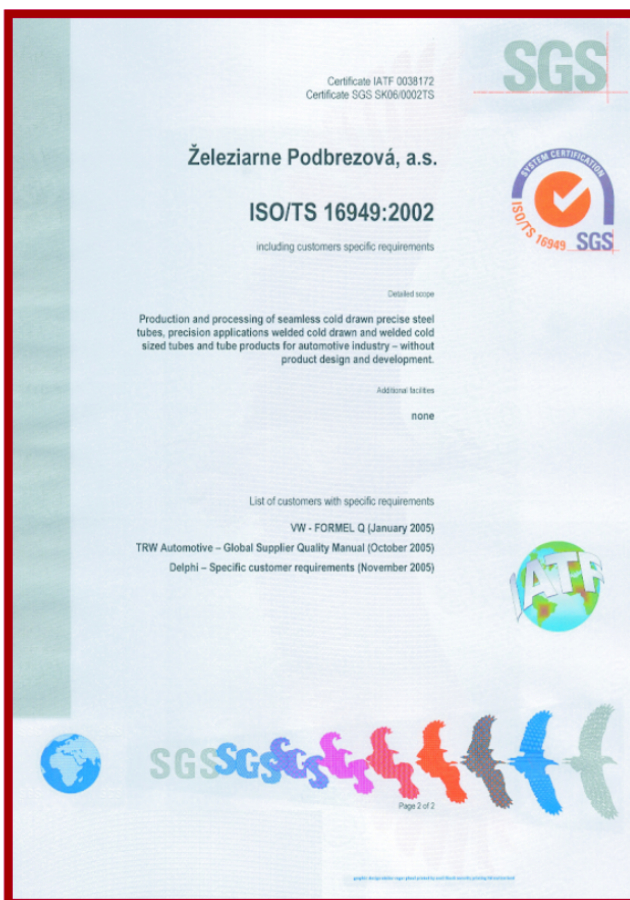 SGS
Certificate IATF 0038172
Certificate SGS SK06/0002TS
Železiarne Podbrezová, a.s.
SYSTEM CERTIFICATION
ISO/TS 16949
SGS
ISO/TS 16949:2002
including customers specific requirements
Detailed scope
Production and processing of seamless cold drawn precise steel
tubes, precision applications welded cold drawn and welded cold
sized tubes and tube products for automotive industry – without
product design and development.
Additional facilities
none
List of customers with specific requirements
VW - FORMEL Q (January 2005)
TRW Automotive – Global Supplier Quality Manual (October 2005)
Delphi – Specific customer requirements (November 2005)
IATF
SGS SGS SGS
Page 2 of 2